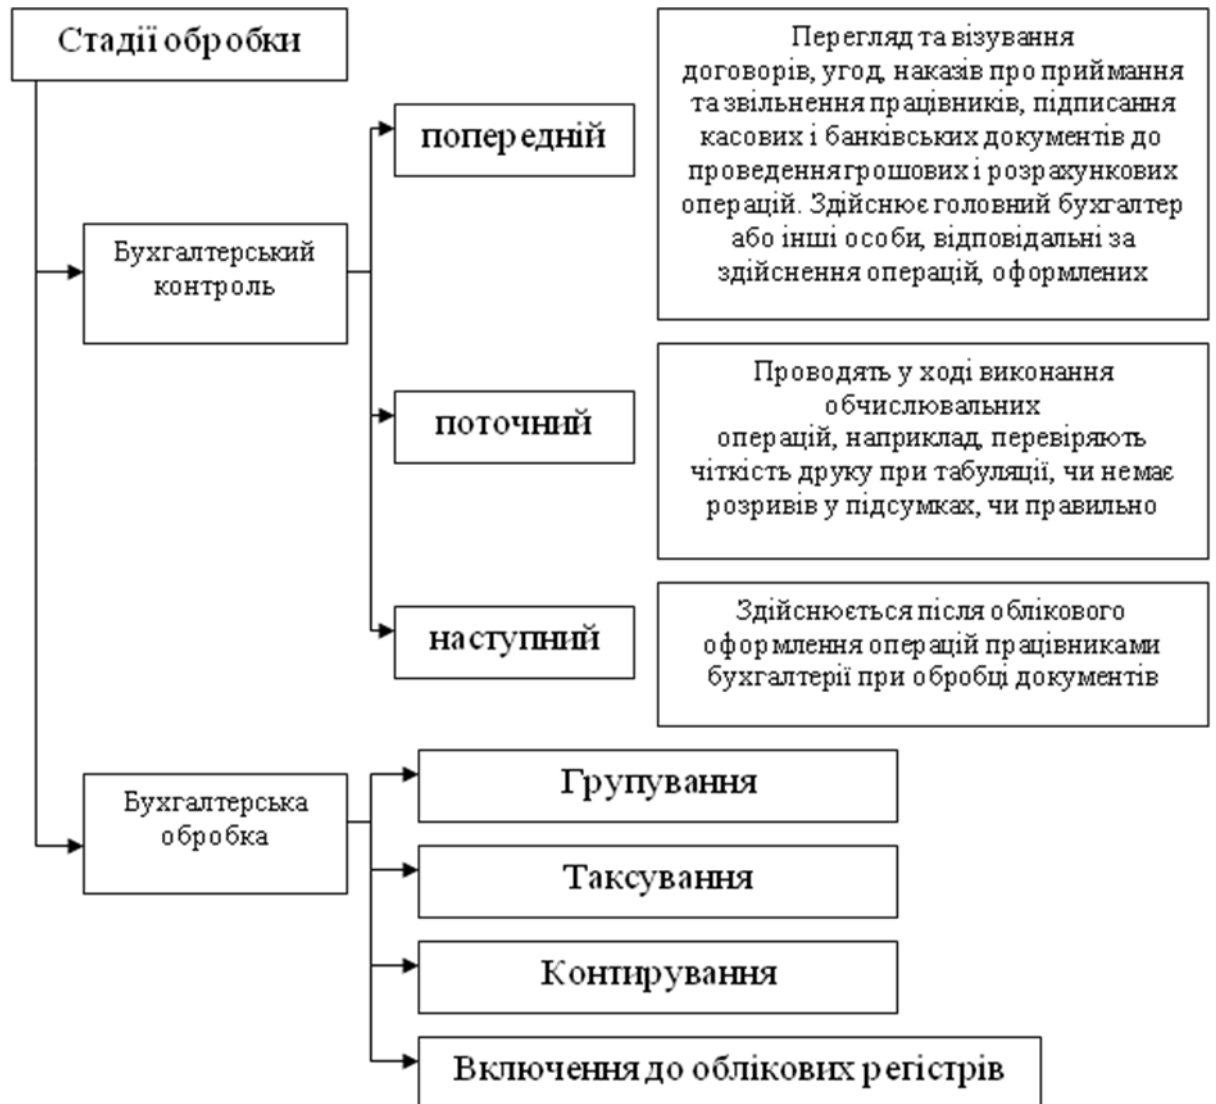 Стадії обробки
Бухгалтерський
контроль
попередній
Перегляд та візування
договорів, угод, наказів про приймання
та звільнення працівників, підписання
касових і банківських документів до
проведення грошових і розрахункових
операцій. Здійснює головний бухгалтер
або інші особи, відповідальні за
здійснення операцій, оформлених
поточний
Проводять у ході виконання
обчислювальних
операцій, наприклад, перевіряють
чіткість друку при табуляції, чи немає
розривів у підсумках, чи правильно
наступний
Здійснюється після облікового
оформлення операцій працівниками
бухгалтерії при обробці документів
Бухгалтерська
обробка
Групування
Таксування
Контирування
Включення до облікових регістрів